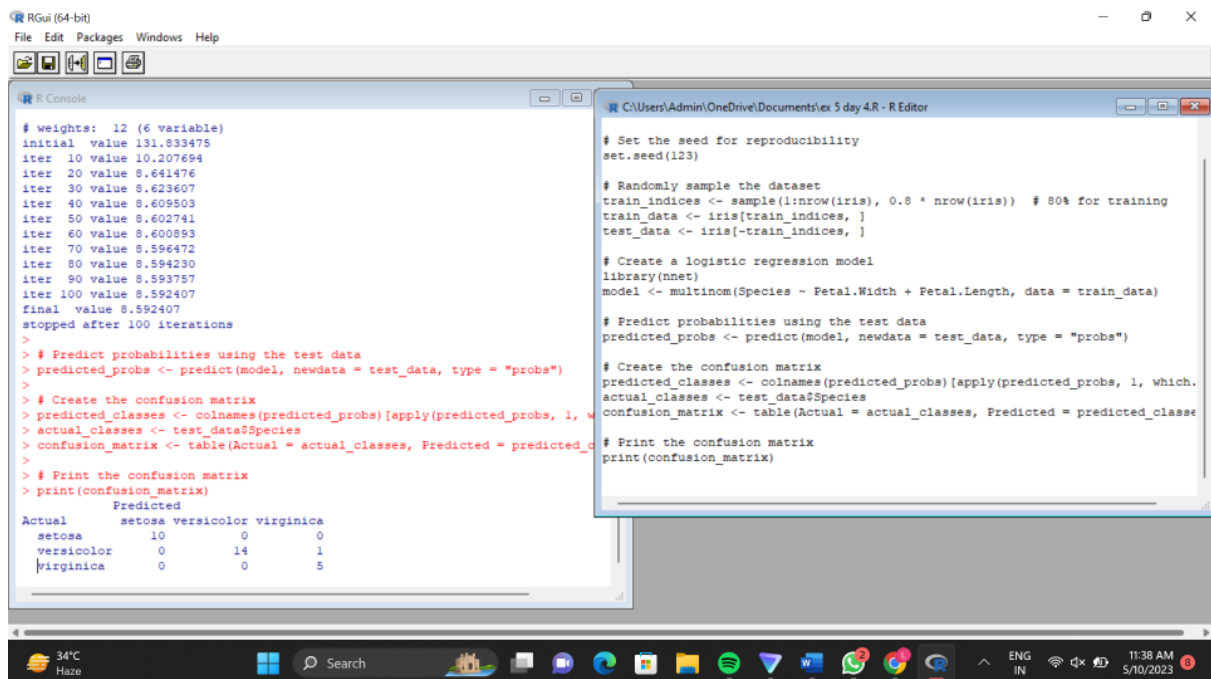 RGui (64-bit)
File Edit Packages Windows Help
R Console
# weights:  12 (6 variable)
initial  value 131.833475
iter  10 value 10.207694
iter  20 value 8.641476
iter  30 value 8.623607
iter  40 value 8.609503
iter  50 value 8.602741
iter  60 value 8.600893
iter  70 value 8.596472
iter  80 value 8.594230
iter  90 value 8.593757
iter 100 value 8.592407
final  value 8.592407
stopped after 100 iterations
>
> # Predict probabilities using the test data
> predicted_probs <- predict(model, newdata = test_data, type = "probs")
>
> # Create the confusion matrix
> predicted_classes <- colnames(predicted_probs)[apply(predicted_probs, 1, w
> actual_classes <- test_data$Species
> confusion_matrix <- table(Actual = actual_classes, Predicted = predicted_c
>
> # Print the confusion matrix
> print(confusion_matrix)
Predicted
Actual setosa versicolor virginica
setosa 10 0 0
versicolor 0 14 1
virginica 0 0 5
C:\Users\Admin\OneDrive\Documents\ex 5 day 4.R - R Editor
# Set the seed for reproducibility
set.seed(123)
# Randomly sample the dataset
train_indices <- sample(1:nrow(iris), 0.8 * nrow(iris))  # 80% for training
train_data <- iris[train_indices, ]
test_data <- iris[-train_indices, ]
# Create a logistic regression model
library(nnet)
model <- multinom(Species ~ Petal.Width + Petal.Length, data = train_data)
# Predict probabilities using the test data
predicted_probs <- predict(model, newdata = test_data, type = "probs")
# Create the confusion matrix
predicted_classes <- colnames(predicted_probs)[apply(predicted_probs, 1, which.
actual_classes <- test_data$Species
confusion_matrix <- table(Actual = actual_classes, Predicted = predicted_classe
# Print the confusion matrix
print(confusion_matrix)
34°C
Haze
Search
2
ENG
IN
11:38 AM
5/10/2023
8